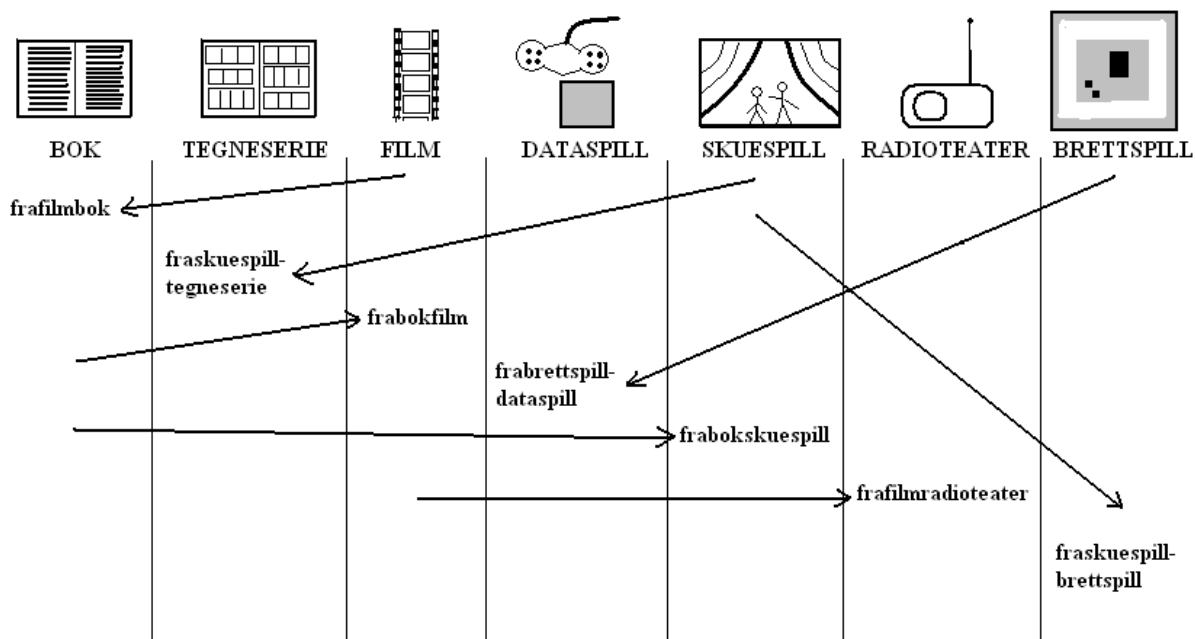 BOK
TEGNESERIE
FILM
DATASPILL
SKUESPILL
RADIOTEATER
BRETTSPILL
frafilmbok
fraskuespill-
tegneserie
frabokfilm
frabrettspill-
dataspill
frabokskuespill
frafilmradioteater
fraskuespill-
brettspill